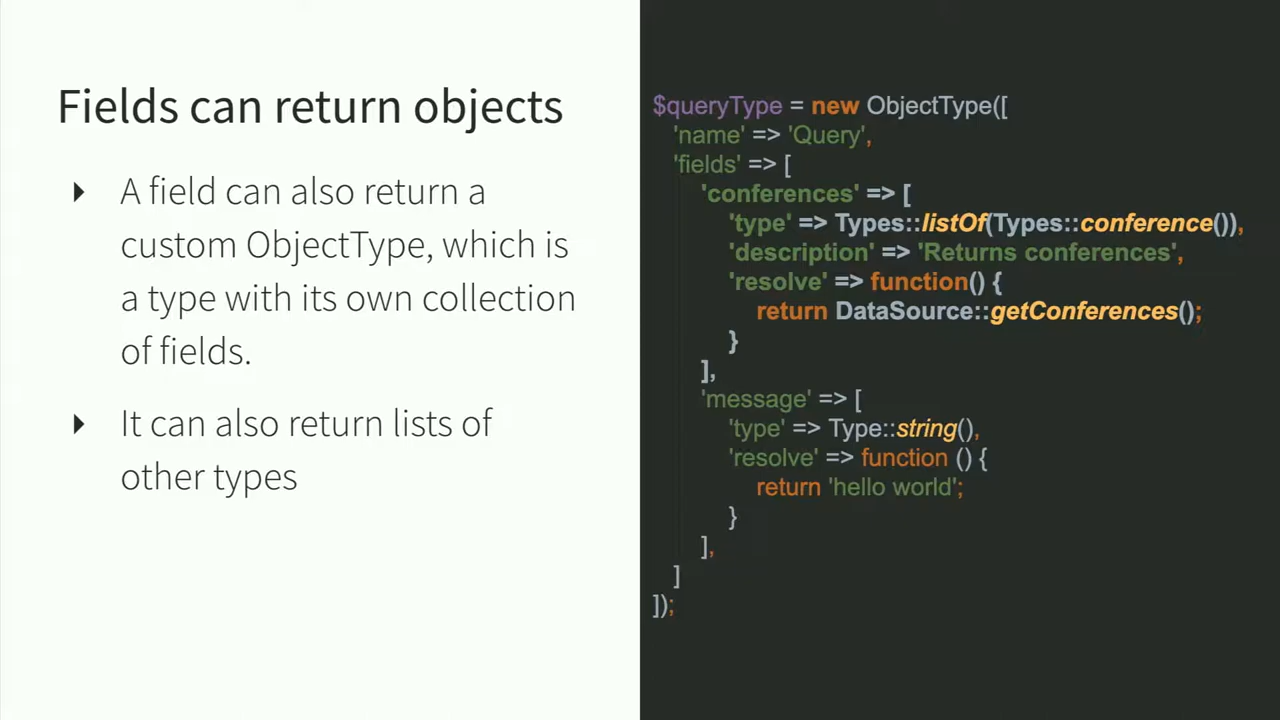 Fields can return objects
A field can also return a
custom ObjectType, which is
a type with its own collection
of fields.
It can also return lists of
other types
$queryType = new ObjectType([
'name' => 'Query',
'fields' => [
'conferences' => [
'type' => Types::listOf(Types::conference()),
'description' => 'Returns conferences',
'resolve' => function() {
return DataSource::getConferences();
}
],
'message' => [
'type' => Type::string(),
'resolve' => function () {
return 'hello world';
}
],
]
]);